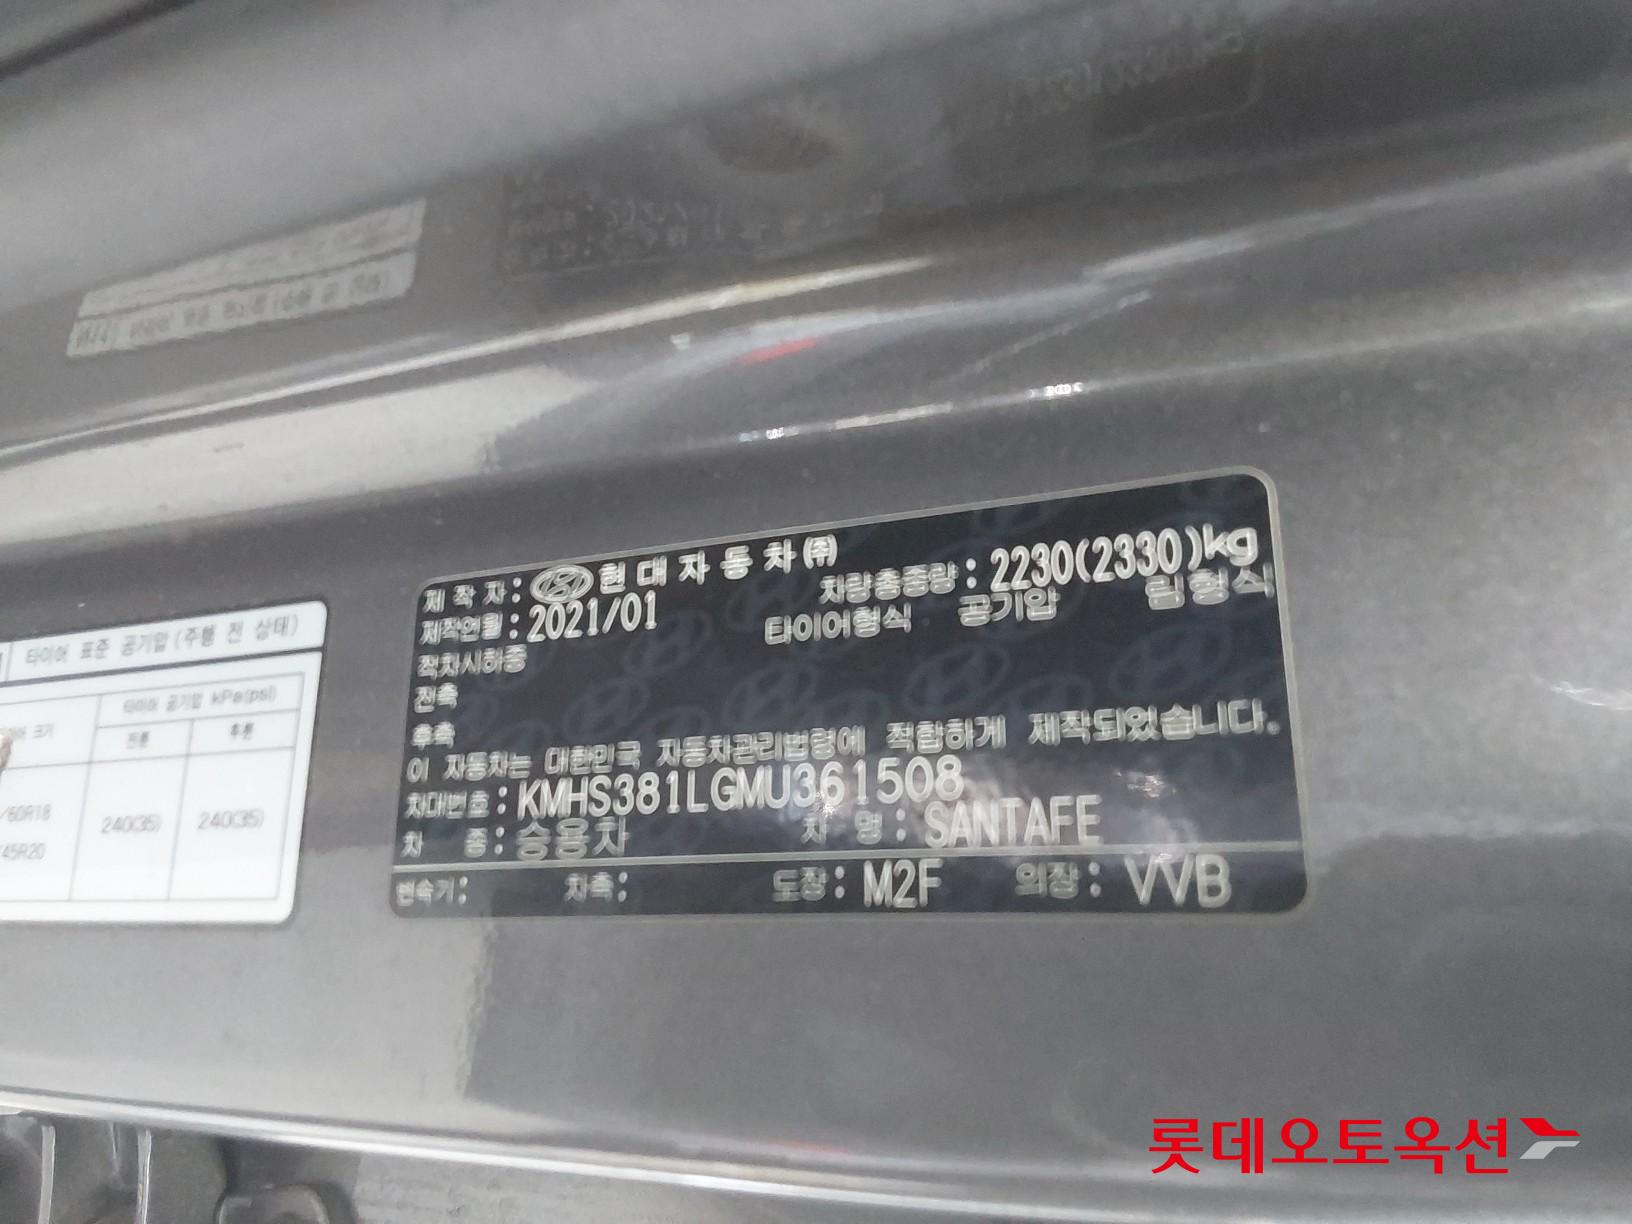 제 작 자 : 현 대 자 동 차 ㈜
제작연월 : 2021/01
차량총중량 : 2230(2330)kg
적차시하중
타이어형식 공기압 림형식
전축
후축
이 자동차는 대한민국 자동차관리법령에 적합하게 제작되었습니다.
차대번호 : KMHS381LGMU361508
차 종 : 승용차 차 명 : SANTAFE
변속기 : 차축 : 도장 : M2F 외장 : VVB
타이어 표준 공기압 (주행 전 상태)
타이어 공기압 kPa(psi)
크기 전륜 후륜
/60R18 240(35) 240(35)
45R20
롯데오토옥션